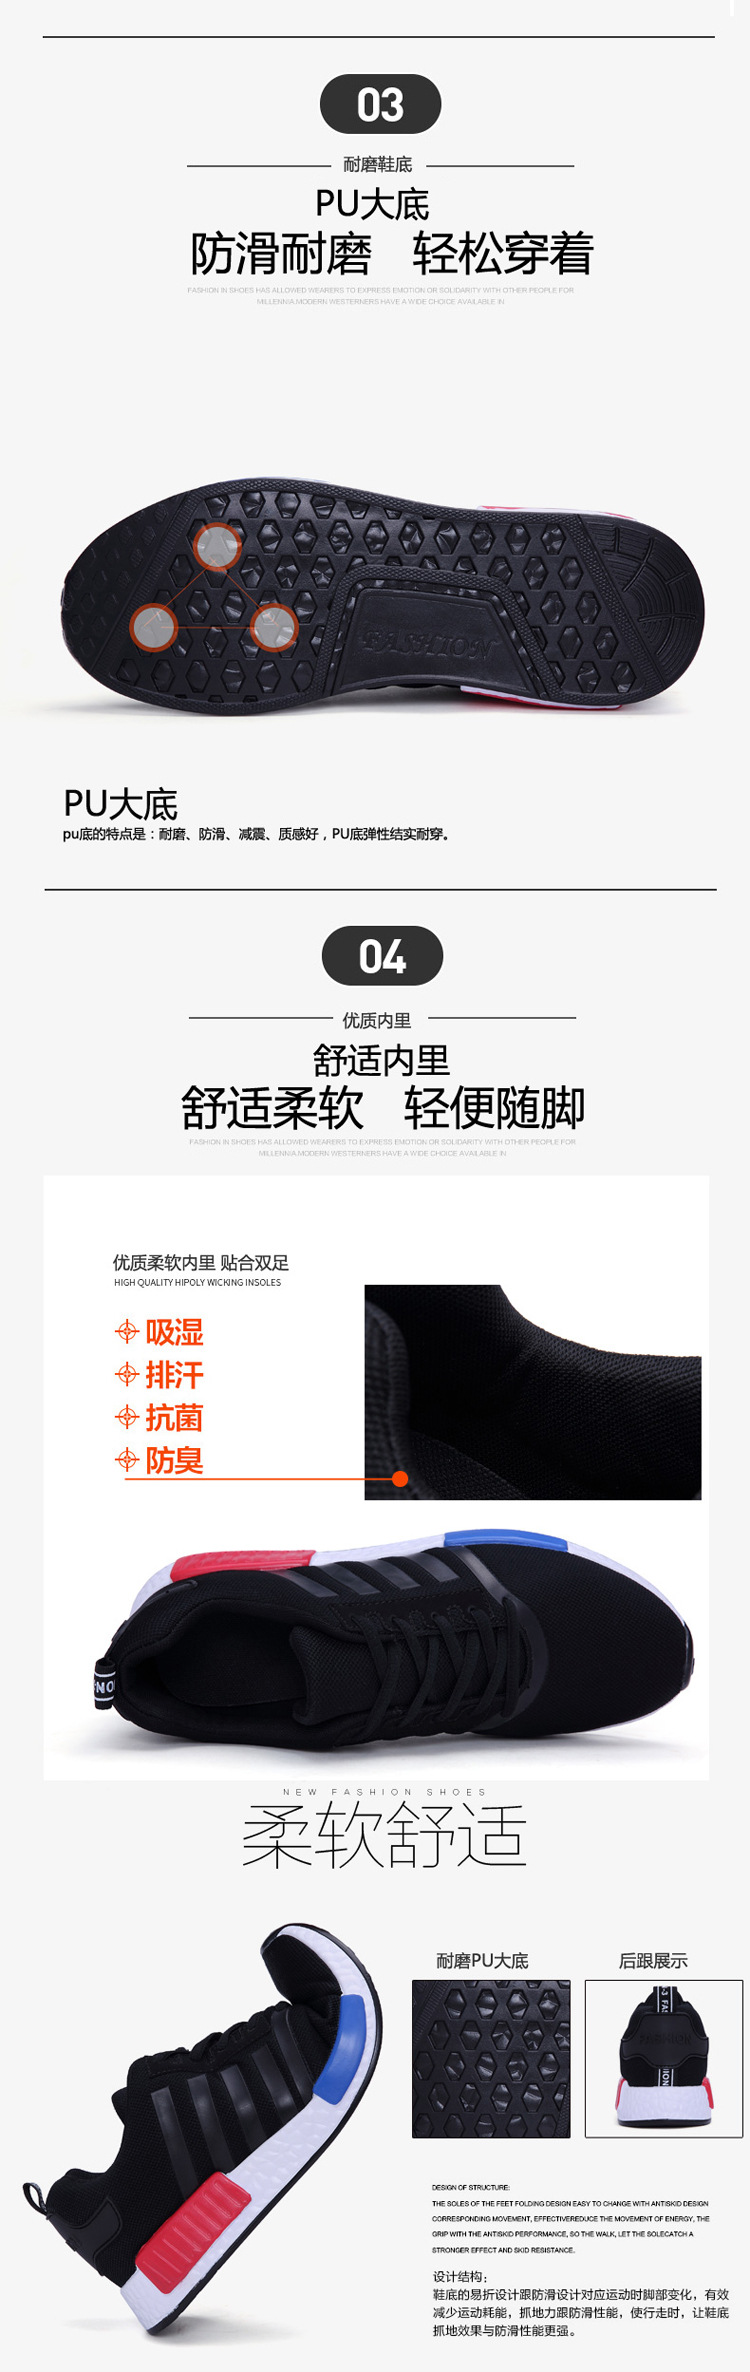 03
耐磨鞋底
PU大底
防滑耐磨 轻松穿着
FASHION IN SHOES HAS ALLOWED WEARERS TO EXPRESS EMOTION OR SOLIDARITY WITH OTHER PEOPLE FOR
MILLENNIA.MODERN WESTERNERS HAVE A WIDE CHOICE AVAILABLE IN
FASHION
PU大底
pu底的特点是：耐磨、防滑、减震、质感好，PU底弹性结实耐穿。
04
优质内里
舒适内里
舒适柔软 轻便随脚
FASHION IN SHOES HAS ALLOWED WEARERS TO EXPRESS EMOTION OR SOLIDARITY WITH OTHER PEOPLE FOR
MILLENNIA.MODERN WESTERNERS HAVE A WIDE CHOICE AVAILABLE IN
优质柔软内里 贴合双足
HIGH QUALITY HIPOLY WICKING INSOLES
吸湿
排汗
抗菌
防臭
NEW FASHION SHOES
柔软舒适
耐磨PU大底 后跟展示
DESIGN OF STRUCTURE:
THE SOLES OF THE FEET FOLDING DESIGN EASY TO CHANGE WITH ANTISKID DESIGN
CORRESPONDING MOVEMENT, EFFECTIVEREDUCE THE MOVEMENT OF ENERGY, THE
GRIP WITH THE ANTISKID PERFORMANCE, SO THE WALK, LET THE SOLECATCH A
STRONGER EFFECT AND SKID RESISTANCE.
设计结构：
鞋底的易折设计跟防滑设计对应运动时脚部变化，有效
减少运动耗能，抓地力跟防滑性能，使行走时，让鞋底
抓地效果与防滑性能更强。